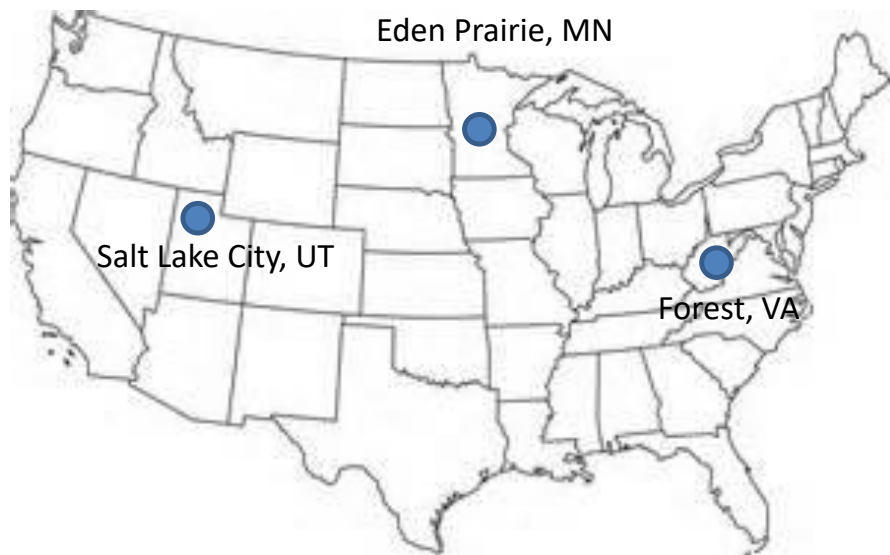 Eden Prairie, MN
Salt Lake City, UT
Forest, VA